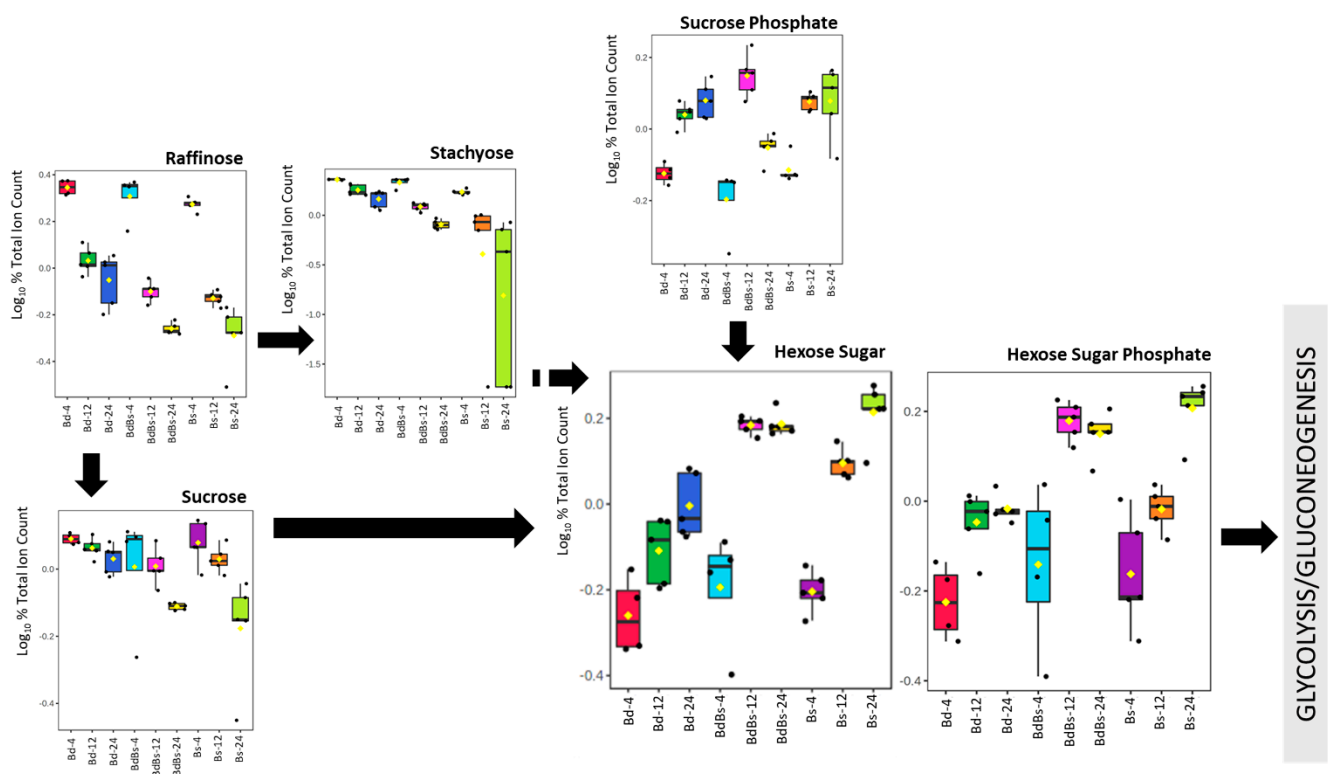 Sucrose Phosphate
Log10 % Total Ion Count
0.2
0.0
-0.2
Bd-4
Bd-12
Bd-24
BdBs-4
BdBs-12
BdBs-24
Bs-4
Bs-12
Bs-24
Raffinose
Log10 % Total Ion Count
0.4
0.2
0.0
-0.2
-0.4
Bd-4
Bd-12
Bd-24
BdBs-4
BdBs-12
BdBs-24
Bs-4
Bs-12
Bs-24
Stachyose
Log10 % Total Ion Count
0.5
0.0
-0.5
-1.0
-1.5
Bd-4
Bd-12
Bd-24
BdBs-4
BdBs-12
BdBs-24
Bs-4
Bs-12
Bs-24
Sucrose
Log10 % Total Ion Count
0.0
-0.2
-0.4
Bd-4
Bd-12
Bd-24
BdBs-4
BdBs-12
BdBs-24
Bs-4
Bs-12
Bs-24
Hexose Sugar
Log10 % Total Ion Count
0.2
0.0
-0.2
-0.4
Bd-4
Bd-12
Bd-24
BdBs-4
BdBs-12
BdBs-24
Bs-4
Bs-12
Bs-24
Hexose Sugar Phosphate
0.2
0.0
-0.2
-0.4
Bd-4
Bd-12
Bd-24
BdBs-4
BdBs-12
BdBs-24
Bs-4
Bs-12
Bs-24
GLYCOLYSIS/GLUCONEOGENESIS